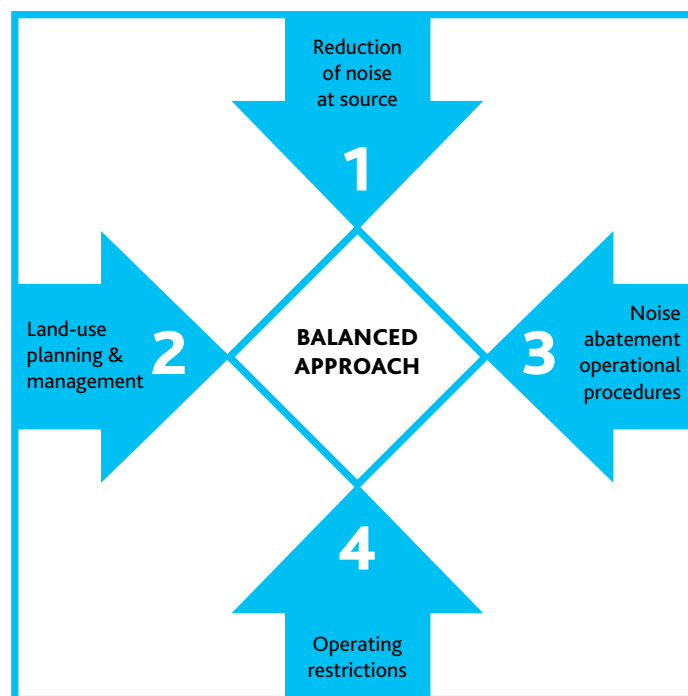 Reduction
of noise
at source
1
Land-use
planning &
management
2
BALANCED
APPROACH
3
Noise
abatement
operational
procedures
4
Operating
restrictions